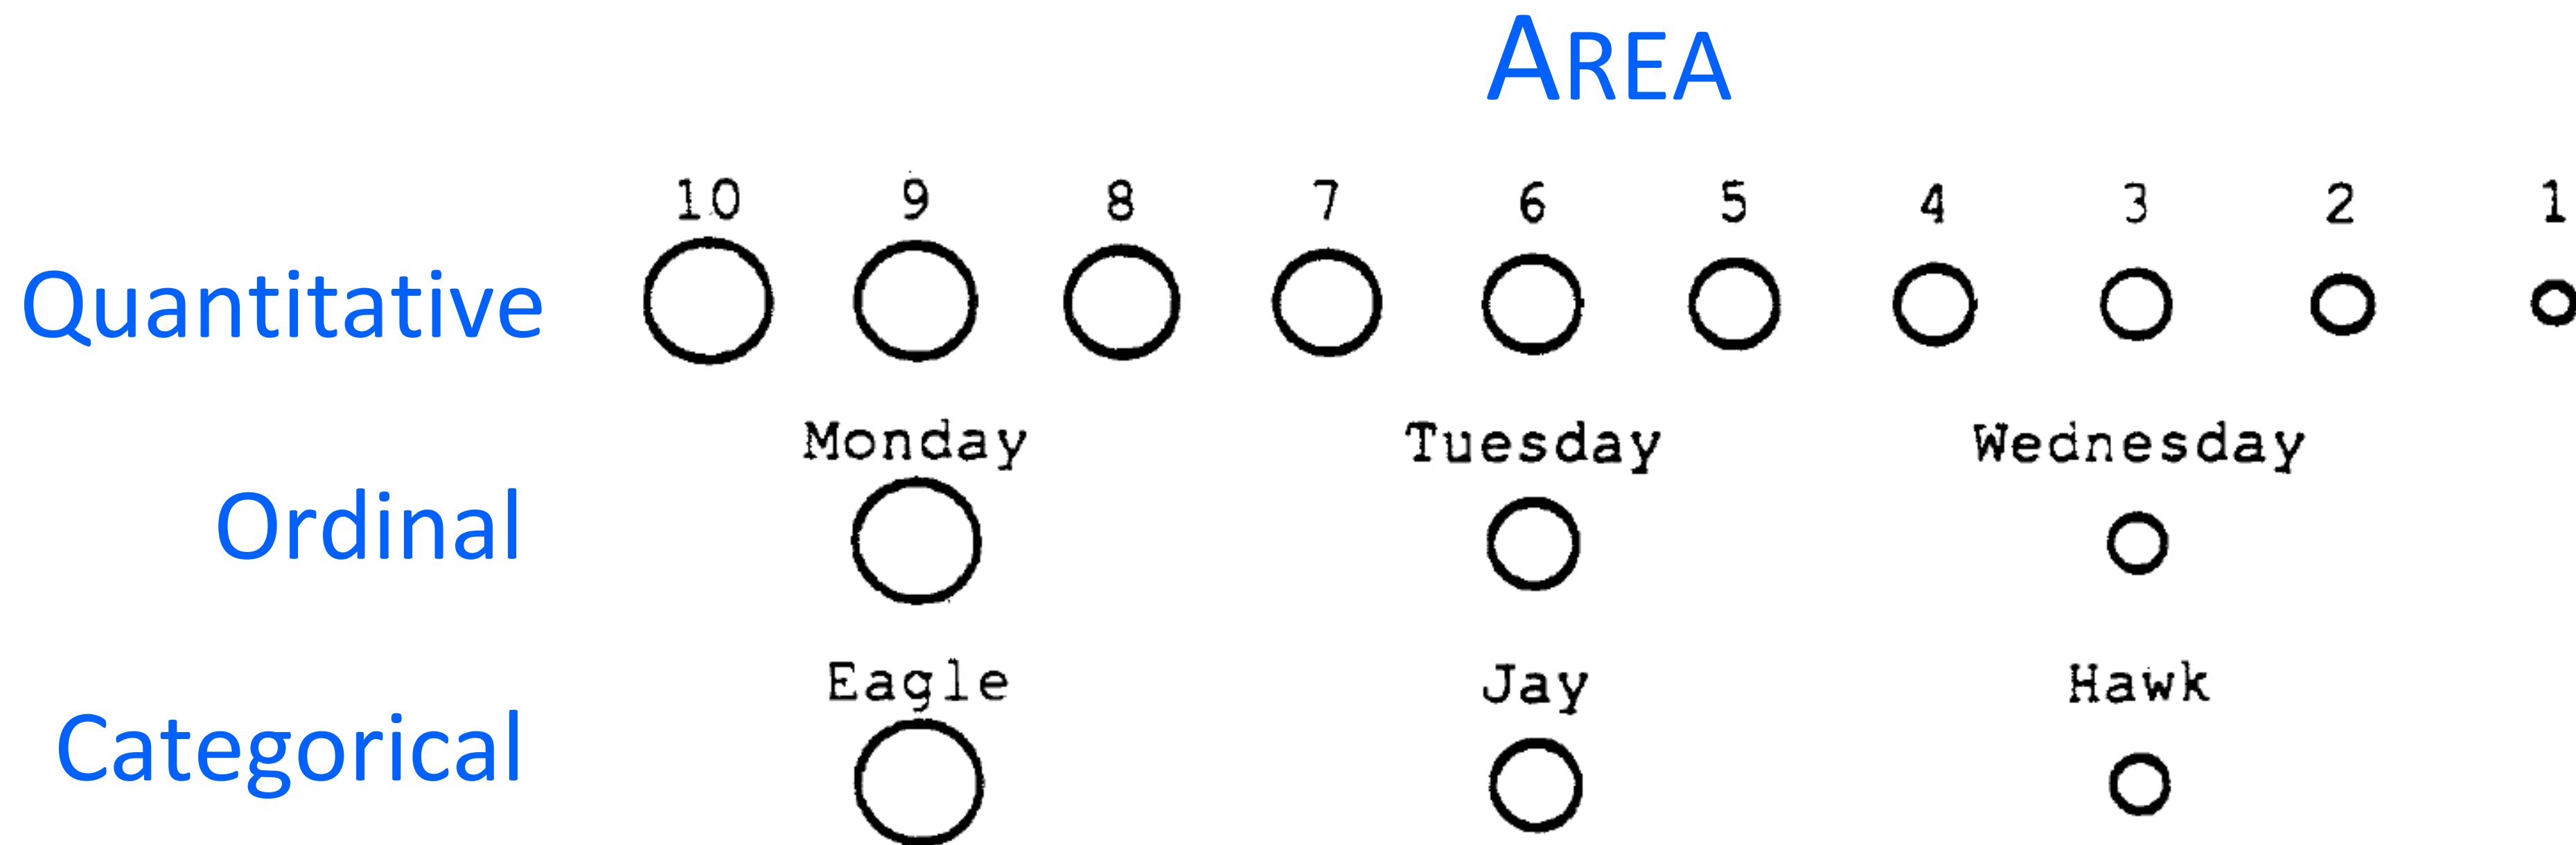 AREA
10 9 8 7 6 5 4 3 2 1
Quantitative
Monday Tuesday Wednesday
Ordinal
Eagle Jay Hawk
Categorical